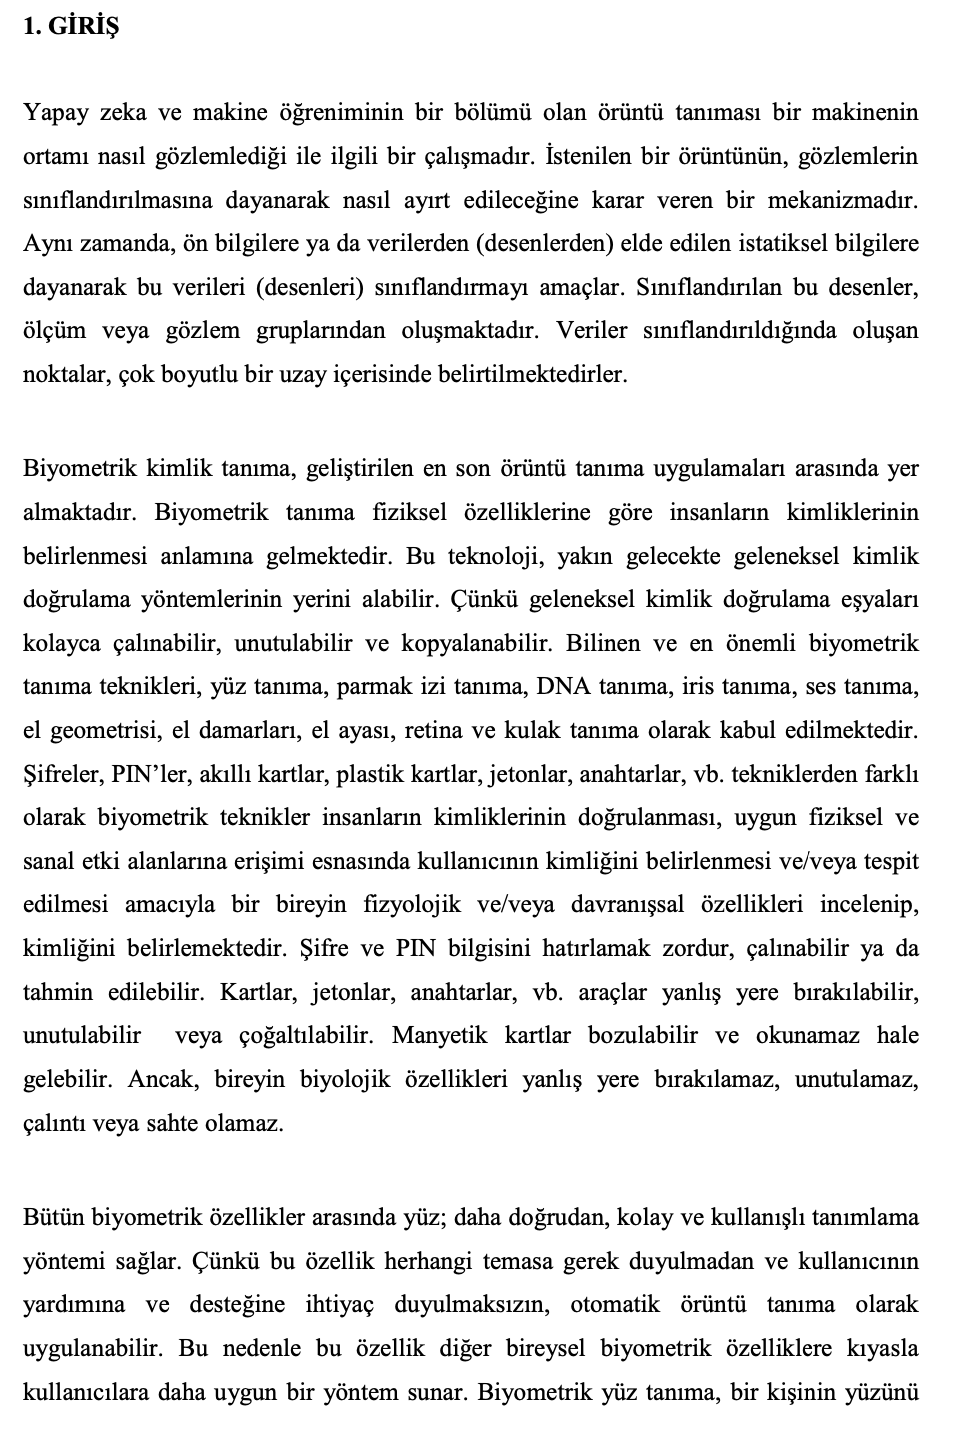 1. GİRİŞ
Yapay zeka ve makine öğreniminin bir bölümü olan örüntü tanıması bir makinenin
ortamı nasıl gözlemlediği ile ilgili bir çalışmadır. İstenilen bir örüntünün, gözlemlerin
sınıflandırılmasına dayanarak nasıl ayırt edileceğine karar veren bir mekanizmadır.
Aynı zamanda, ön bilgilere ya da verilerden (desenlerden) elde edilen istatiksel bilgilere
dayanarak bu verileri (desenleri) sınıflandırmayı amaçlar. Sınıflandırılan bu desenler,
ölçüm veya gözlem gruplarından oluşmaktadır. Veriler sınıflandırıldığında oluşan
noktalar, çok boyutlu bir uzay içerisinde belirtilmektedirler.
Biyometrik kimlik tanıma, geliştirilen en son örüntü tanıma uygulamaları arasında yer
almaktadır. Biyometrik tanıma fiziksel özelliklerine göre insanların kimliklerinin
belirlenmesi anlamına gelmektedir. Bu teknoloji, yakın gelecekte geleneksel kimlik
doğrulama yöntemlerinin yerini alabilir. Çünkü geleneksel kimlik doğrulama eşyaları
kolayca çalınabilir, unutulabilir ve kopyalanabilir. Bilinen ve en önemli biyometrik
tanıma teknikleri, yüz tanıma, parmak izi tanıma, DNA tanıma, iris tanıma, ses tanıma,
el geometrisi, el damarları, el ayası, retina ve kulak tanıma olarak kabul edilmektedir.
Şifreler, PIN’ler, akıllı kartlar, plastik kartlar, jetonlar, anahtarlar, vb. tekniklerden farklı
olarak biyometrik teknikler insanların kimliklerinin doğrulanması, uygun fiziksel ve
sanal etki alanlarına erişimi esnasında kullanıcının kimliğini belirlenmesi ve/veya tespit
edilmesi amacıyla bir bireyin fizyolojik ve/veya davranışsal özellikleri incelenip,
kimliğini belirlemektedir. Şifre ve PIN bilgisini hatırlamak zordur, çalınabilir ya da
tahmin edilebilir. Kartlar, jetonlar, anahtarlar, vb. araçlar yanlış yere bırakılabilir,
unutulabilir veya çoğaltılabilir. Manyetik kartlar bozulabilir ve okunamaz hale
gelebilir. Ancak, bireyin biyolojik özellikleri yanlış yere bırakılamaz, unutulamaz,
çalıntı veya sahte olamaz.
Bütün biyometrik özellikler arasında yüz; daha doğrudan, kolay ve kullanışlı tanımlama
yöntemi sağlar. Çünkü bu özellik herhangi temasa gerek duyulmadan ve kullanıcının
yardımına ve desteğine ihtiyaç duyulmaksızın, otomatik örüntü tanıma olarak
uygulanabilir. Bu nedenle bu özellik diğer bireysel biyometrik özelliklere kıyasla
kullanıcılara daha uygun bir yöntem sunar. Biyometrik yüz tanıma, bir kişinin yüzünü